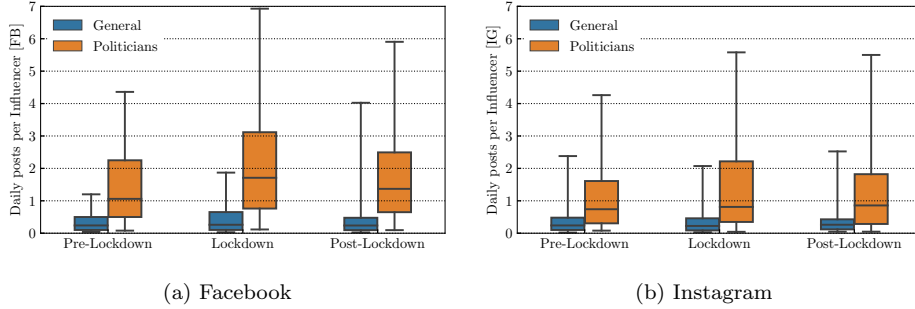 Daily posts per Influencer [FB]
7
6
5
4
3
2
1
0
General
Politicians
Pre-Lockdown
Lockdown
Post-Lockdown
(a) Facebook
Daily posts per Influencer [IG]
7
6
5
4
3
2
1
0
General
Politicians
Pre-Lockdown
Lockdown
Post-Lockdown
(b) Instagram